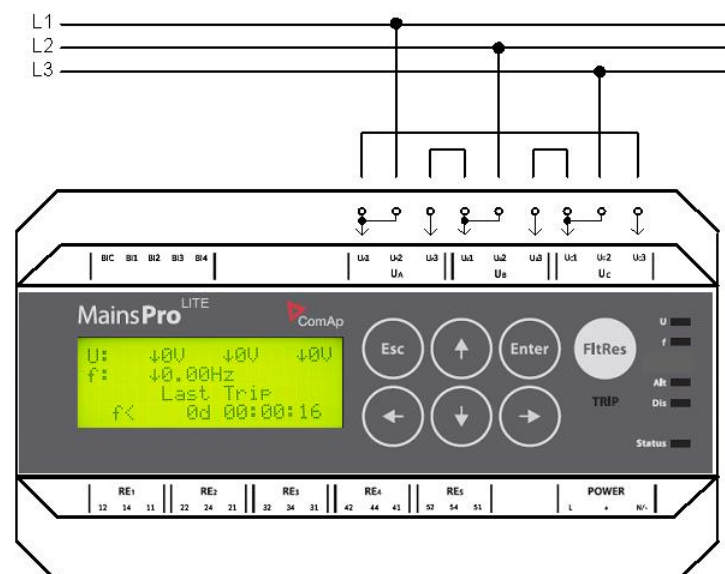 L1
L2
L3
BIC BI1 BI2 BI3 BI4
UA1 UA2 UA3 UB1 UB2 UB3 UC1 UC2 UC3
UA UB UC
MainsPro LITE
ComAp
U: ↓0V ↓0V ↓0V
f: ↓0.00Hz
Last Trip
f< 0d 00:00:16
Esc ↑ Enter FltRes
← ↓ →
TRIP
U
f
Alt
Dis
Status
RE1 RE2 RE3 RE4 RE5 POWER
12 14 11 22 24 21 32 34 31 42 44 41 52 54 51 L + N/-